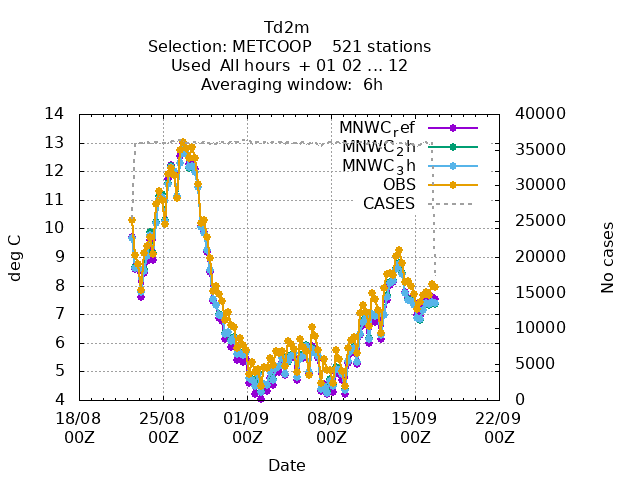 Td2m
Selection: METCOOP 521 stations
Used All hours + 01 02 ... 12
Averaging window: 6h
14 40000
13 35000
12 30000
11
10 25000
9 20000
8 15000
7
6 10000
5 5000
4 0
MNWCref
MNWC2h
MNWC3h
OBS
CASES
deg C
No cases
18/08 25/08 01/09 08/09 15/09 22/09
00Z 00Z 00Z 00Z 00Z 00Z
Date